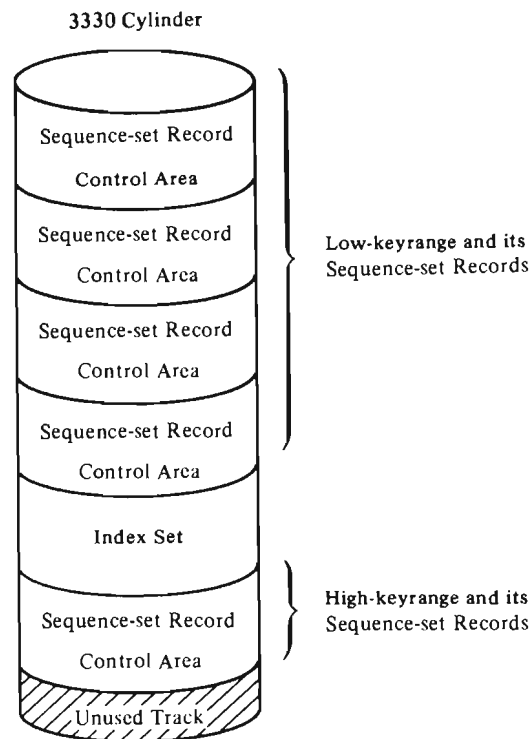 3330 Cylinder
Sequence-set Record
Control Area
Sequence-set Record
Control Area
Sequence-set Record
Control Area
Sequence-set Record
Control Area
Index Set
Sequence-set Record
Control Area
Unused Track
Low-keyrange and its
Sequence-set Records
High-keyrange and its
Sequence-set Records